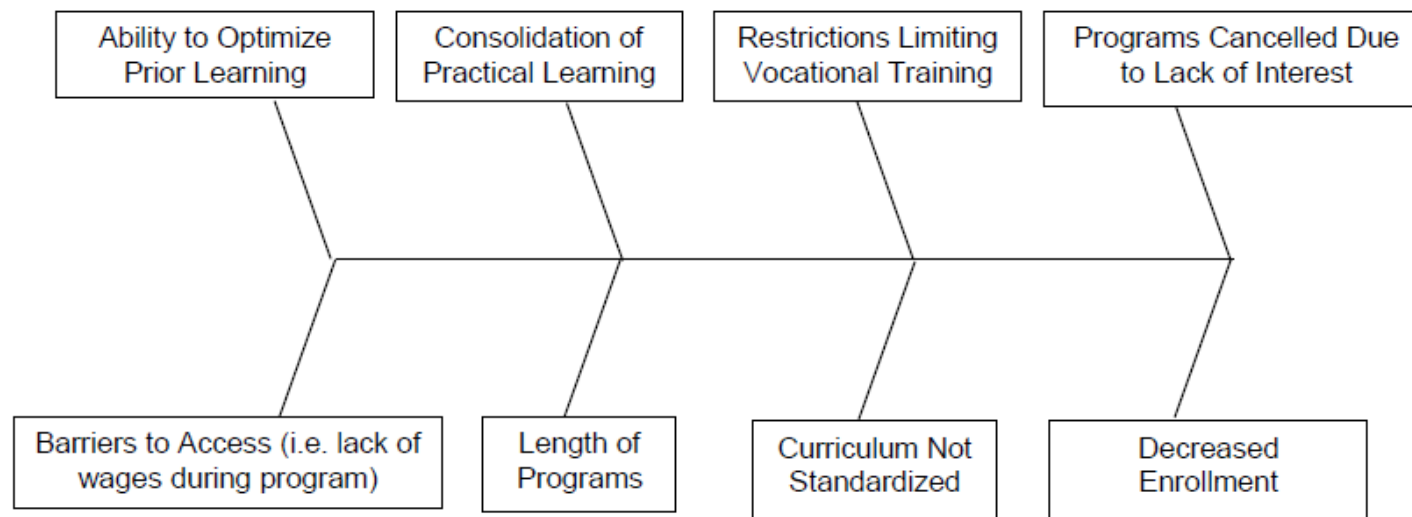 Ability to Optimize
Prior Learning
Consolidation of
Practical Learning
Restrictions Limiting
Vocational Training
Programs Cancelled Due
to Lack of Interest
Barriers to Access (i.e. lack of
wages during program)
Length of
Programs
Curriculum Not
Standardized
Decreased
Enrollment